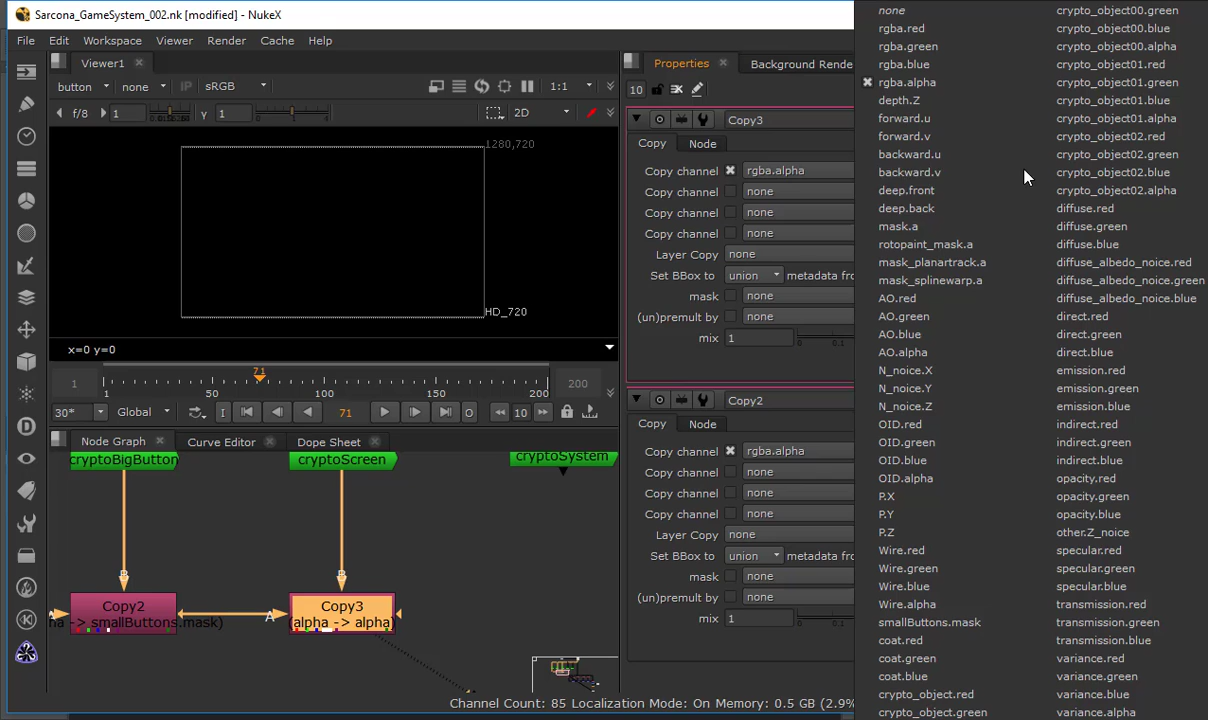 Sarcona_GameSystem_002.nk [modified] - NukeX
File Edit Workspace Viewer Render Cache Help
Viewer1
button none IP sRGB 1:1
f/8 1 y 1 2D
1280,720
HD_720
x=0 y=0
71
1 1 50 100 150 200 200
30* Global I 71 O 10
Node Graph Curve Editor Dope Sheet
cryptoBigButton cryptoScreen cryptoSystem
Copy2
-> smallButtons.mask)
A
Copy3
(alpha -> alpha)
Channel Count: 85 Localization Mode: On Memory: 0.5 GB (2.9%
Properties Background Rende
10
Copy3
Copy Node
Copy channel rgba.alpha
Copy channel none
Copy channel none
Copy channel none
Layer Copy none
Set BBox to union metadata fro
mask none
(un)premult by none
mix 1 0 0.1
Copy2
Copy Node
Copy channel rgba.alpha
Copy channel none
Copy channel none
Copy channel none
Layer Copy none
Set BBox to union metadata fro
mask none
(un)premult by none
mix 1 0 0.1
none
rgba.red
rgba.green
rgba.blue
rgba.alpha
depth.Z
forward.u
forward.v
backward.u
backward.v
deep.front
deep.back
mask.a
rotopaint_mask.a
mask_planartrack.a
mask_splinewarp.a
AO.red
AO.green
AO.blue
AO.alpha
N_noice.X
N_noice.Y
N_noice.Z
OID.red
OID.green
OID.blue
OID.alpha
P.X
P.Y
P.Z
Wire.red
Wire.green
Wire.blue
Wire.alpha
smallButtons.mask
coat.red
coat.green
coat.blue
crypto_object.red
crypto_object.green
crypto_object00.green
crypto_object00.blue
crypto_object00.alpha
crypto_object01.red
crypto_object01.green
crypto_object01.blue
crypto_object01.alpha
crypto_object02.red
crypto_object02.green
crypto_object02.blue
crypto_object02.alpha
diffuse.red
diffuse.green
diffuse.blue
diffuse_albedo_noice.red
diffuse_albedo_noice.green
diffuse_albedo_noice.blue
direct.red
direct.green
direct.blue
emission.red
emission.green
emission.blue
indirect.red
indirect.green
indirect.blue
opacity.red
opacity.green
opacity.blue
other.Z_noice
specular.red
specular.green
specular.blue
transmission.red
transmission.green
transmission.blue
variance.red
variance.green
variance.blue
variance.alpha